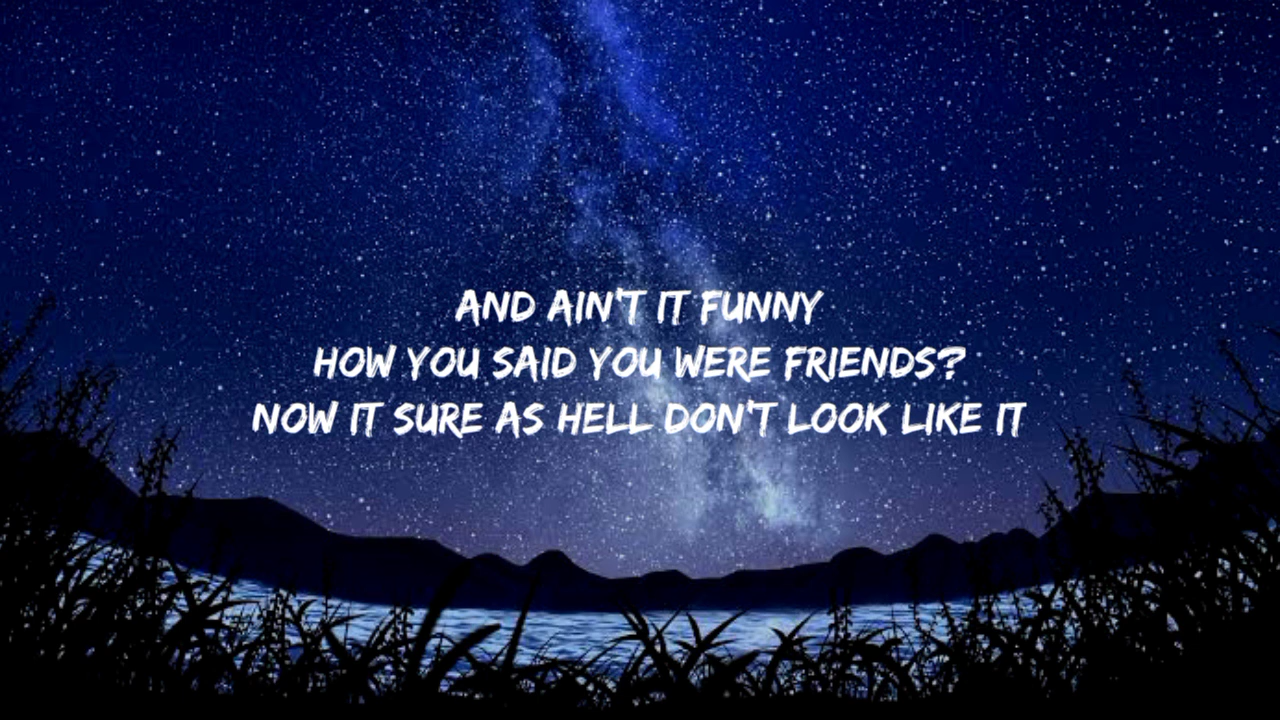 AND AIN'T IT FUNNY
HOW YOU SAID YOU WERE FRIENDS?
NOW IT SURE AS HELL DON'T LOOK LIKE IT